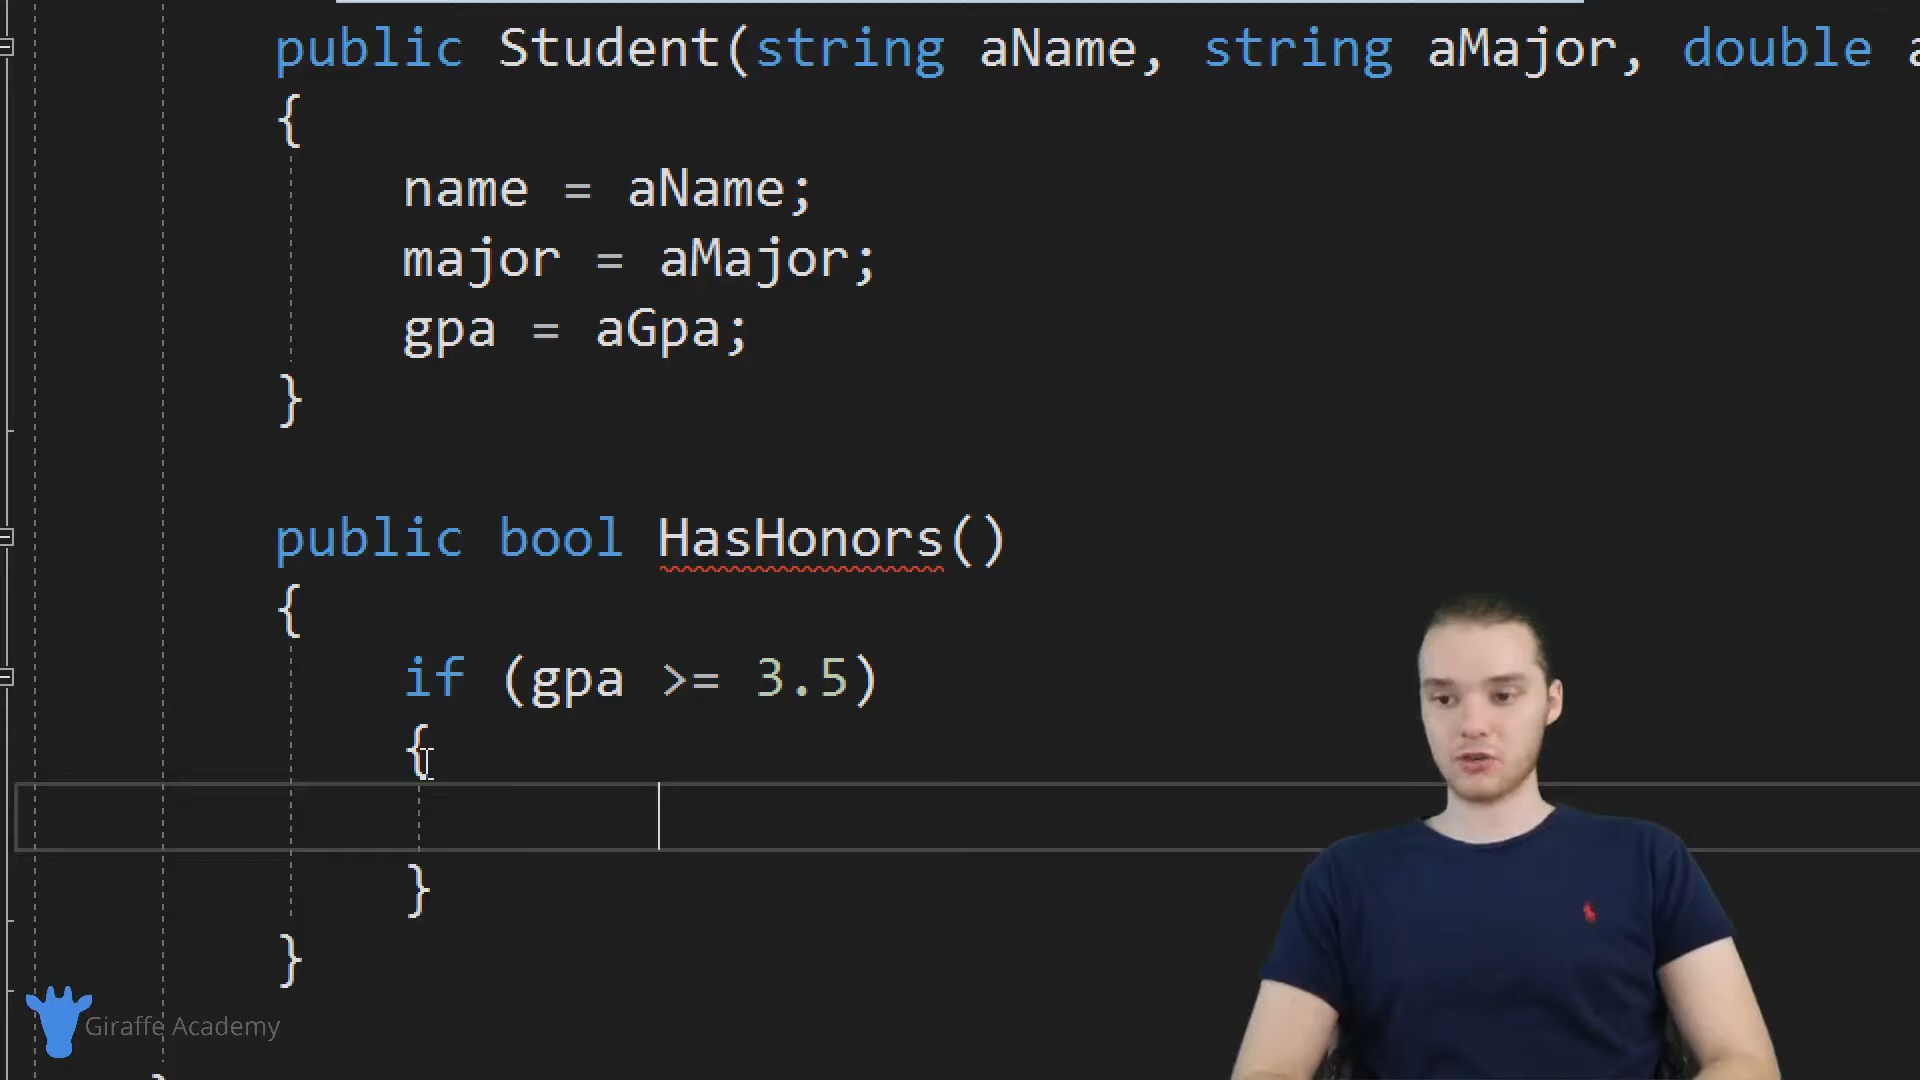 public Student(string aName, string aMajor, double a
{
name = aName;
major = aMajor;
gpa = aGpa;
}
public bool HasHonors()
{
if (gpa >= 3.5)
{
}
}
Giraffe Academy